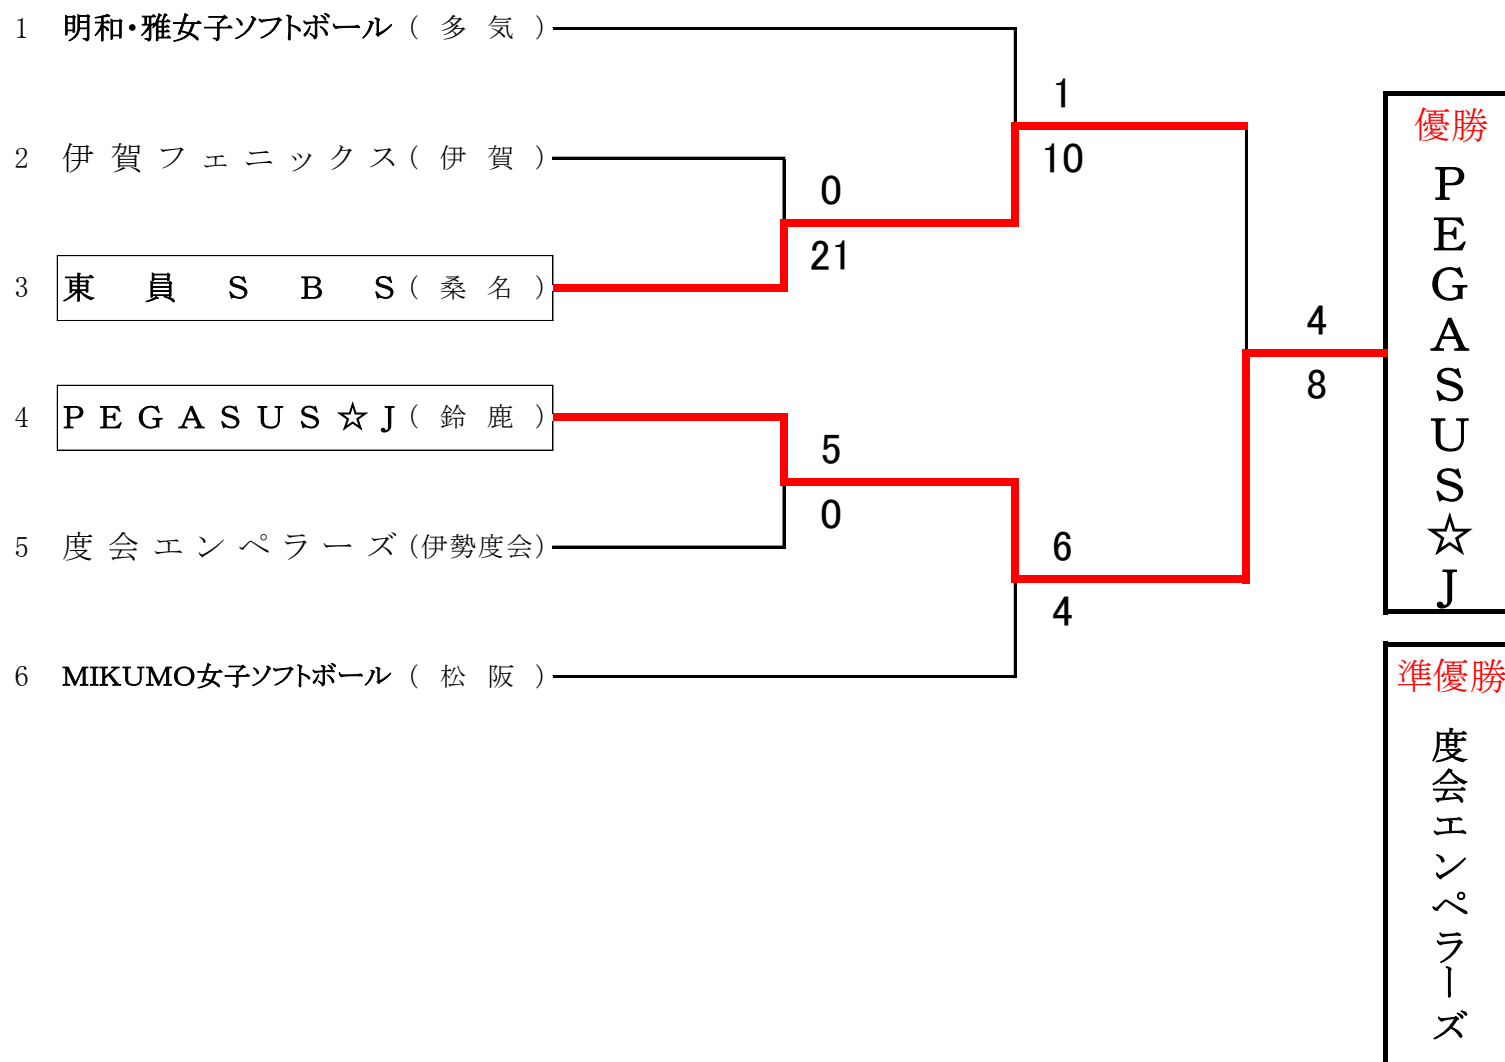 1 明和・雅女子ソフトボール ( 多 気 )
1
10
優勝
PEGASUS☆J
2 伊賀フェニックス ( 伊 賀 )
0
21
3 東員SBS ( 桑 名 )
4
8
4 PEGASUS☆J ( 鈴 鹿 )
5
0
5 度会エンペラーズ (伊勢度会)
6
4
6 MIKUMO女子ソフトボール ( 松 阪 )
準優勝
度会エンペラーズ